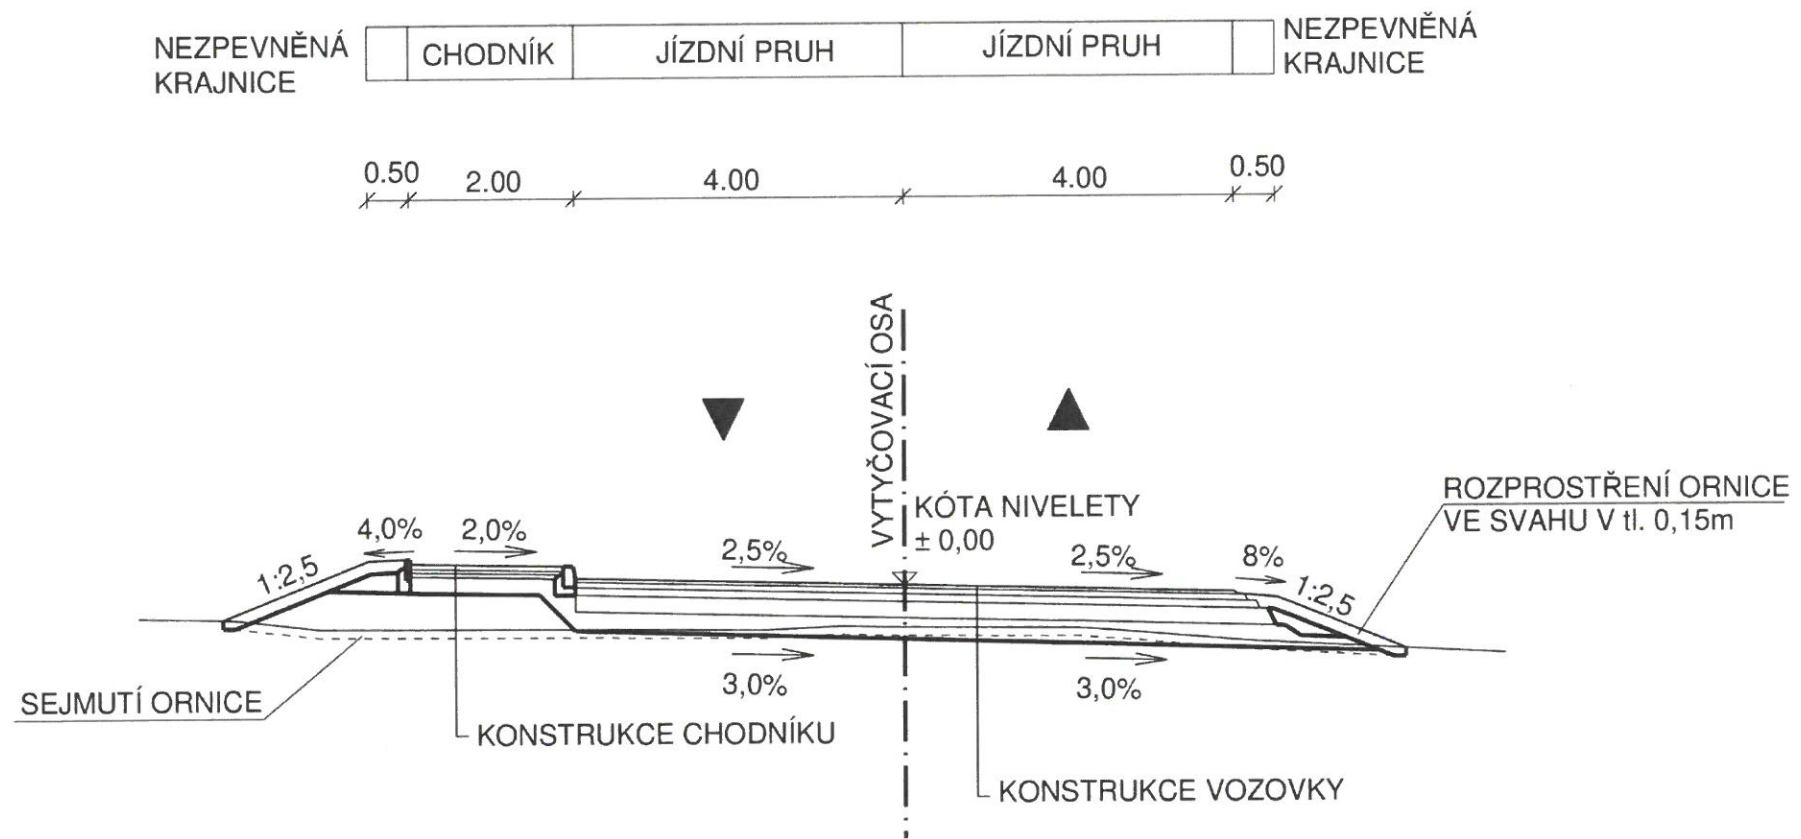 NEZPEVNĚNÁ
KRAJNICE
CHODNÍK
JÍZDNÍ PRUH
JÍZDNÍ PRUH
NEZPEVNĚNÁ
KRAJNICE
0.50
2.00
4.00
4.00
0.50
VYTYČOVACÍ OSA
KÓTA NIVELETY
± 0,00
ROZPROSTŘENÍ ORNICE
VE SVAHU V tl. 0,15m
1:2,5
4,0%
2,0%
2,5%
2,5%
8%
1:2,5
3,0%
3,0%
SEJMUTÍ ORNICE
KONSTRUKCE CHODNÍKU
KONSTRUKCE VOZOVKY